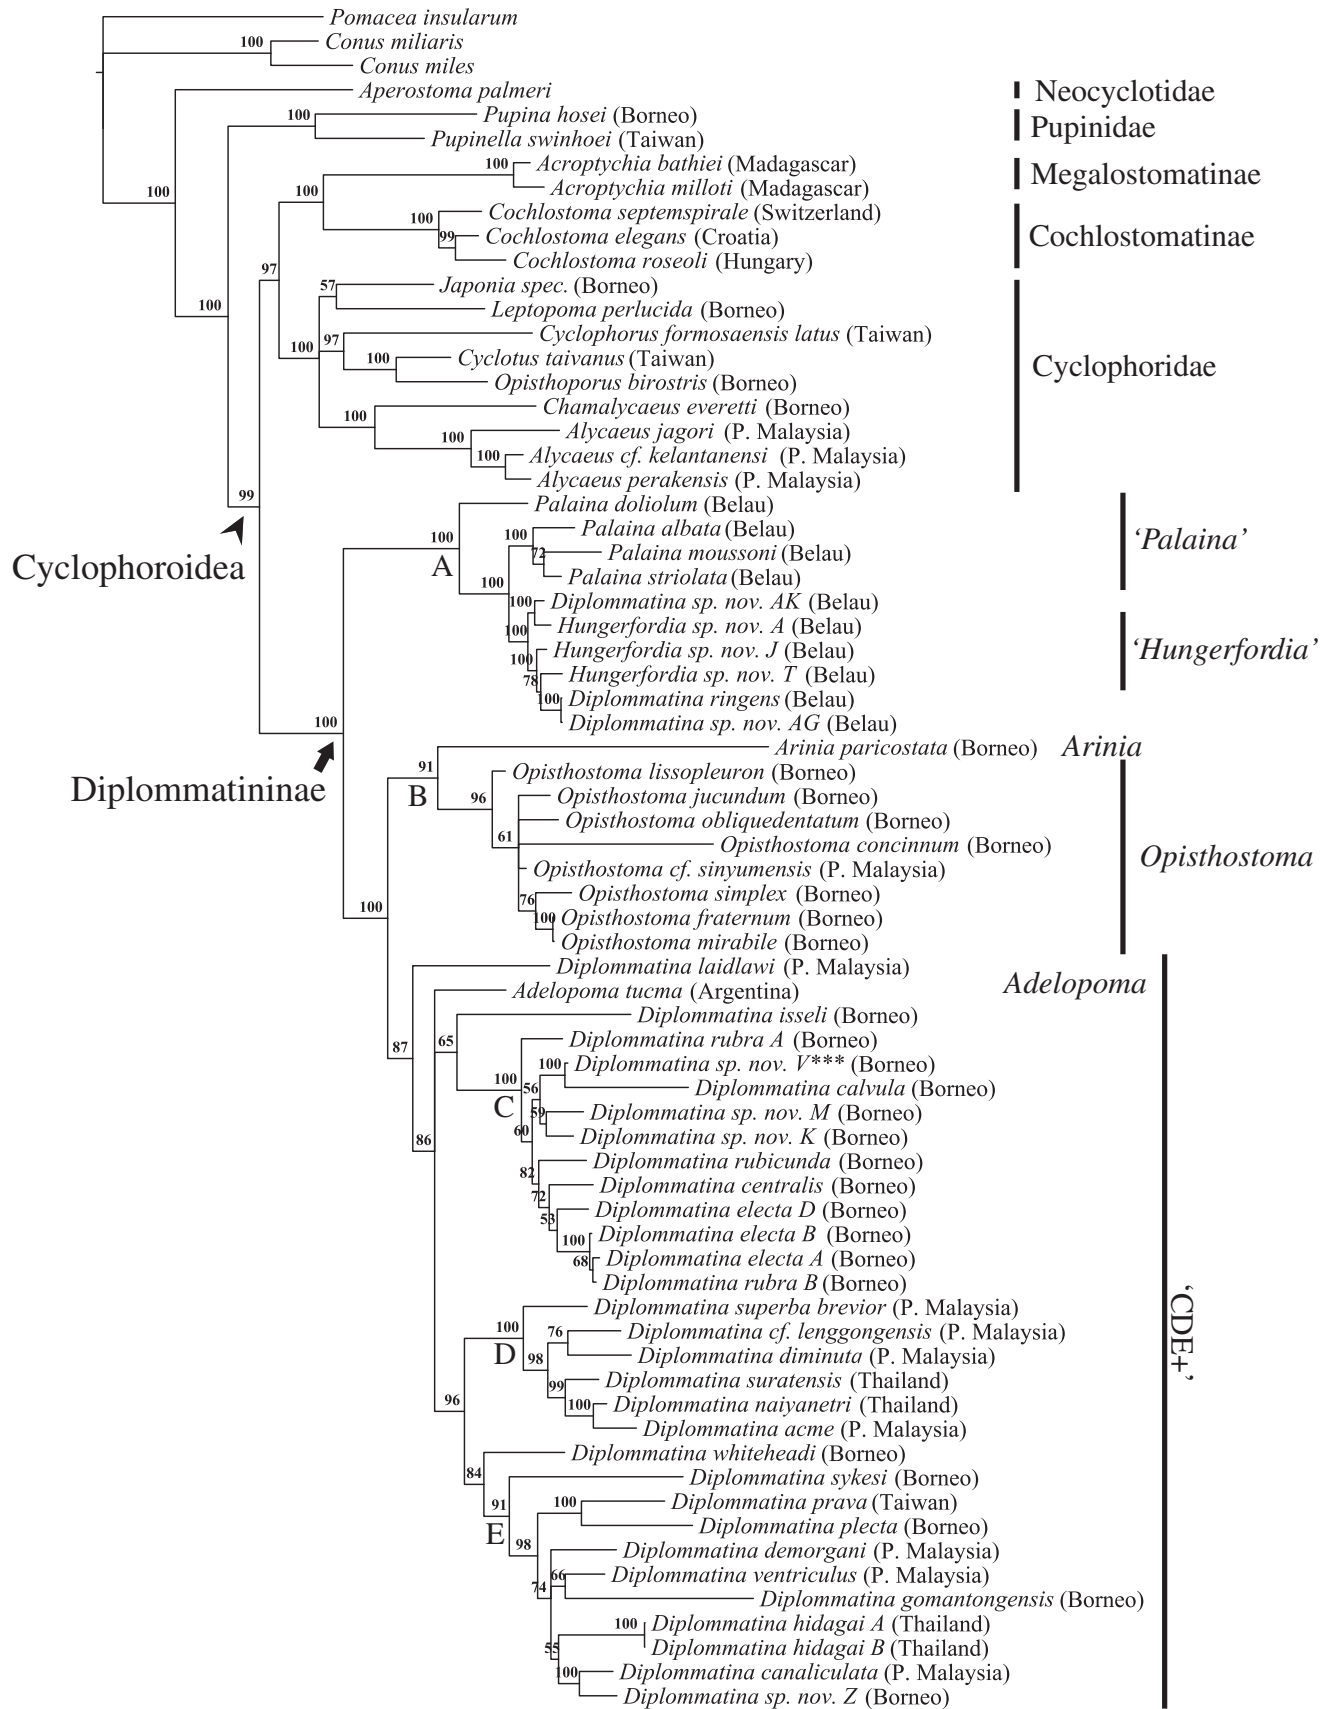 Pomacea insularum
100 Conus miliaris
Conus miles
Aperostoma palmeri Neocyclotidae
100 Pupina hosei (Borneo) Pupinidae
Pupinella swinhoei (Taiwan)
100 Acroptychia bathiei (Madagascar) Megalostomatinae
100 100 Acroptychia milloti (Madagascar)
100 Cochlostoma septemspirale (Switzerland)
99 Cochlostoma elegans (Croatia) Cochlostomatinae
Cochlostoma roseoli (Hungary)
97
57 Japonia spec. (Borneo)
100 Leptopoma perlucida (Borneo)
97 Cyclophorus formosaensis latus (Taiwan)
100 100 Cyclotus taivanus (Taiwan) Cyclophoridae
Opisthoporus birostris (Borneo)
100 Chamalycaeus everetti (Borneo)
100 Alycaeus jagori (P. Malaysia)
100 Alycaeus cf. kelantanensi (P. Malaysia)
Alycaeus perakensis (P. Malaysia)
99
Palaina doliolum (Belau)
100 100 Palaina albata (Belau) ‘Palaina’
A
Cyclophoroidea 72 Palaina moussoni (Belau)
100 Palaina striolata (Belau)
100 Diplommatina sp. nov. AK (Belau)
100 Hungerfordia sp. nov. A (Belau)
100 Hungerfordia sp. nov. J (Belau) ‘Hungerfordia’
78 Hungerfordia sp. nov. T (Belau)
100 Diplommatina ringens (Belau)
100 Diplommatina sp. nov. AG (Belau)
Arinia paricostata (Borneo) Arinia
91 Opisthostoma lissopleuron (Borneo)
Diplommatininae B 96 Opisthostoma jucundum (Borneo)
Opisthostoma obliquedentatum (Borneo)
61 Opisthostoma concinnum (Borneo) Opisthostoma
Opisthostoma cf. sinyumensis (P. Malaysia)
76 Opisthostoma simplex (Borneo)
100 100 Opisthostoma fraternum (Borneo)
Opisthostoma mirabile (Borneo)
Diplommatina laidlawi (P. Malaysia)
Adelopoma tucma (Argentina) Adelopoma
Diplommatina isseli (Borneo)
87 65 Diplommatina rubra A (Borneo)
100 Diplommatina sp. nov. V*** (Borneo)
100 56 Diplommatina calvula (Borneo)
C 59 Diplommatina sp. nov. M (Borneo)
86 60 Diplommatina sp. nov. K (Borneo)
82 Diplommatina rubicunda (Borneo)
72 Diplommatina centralis (Borneo)
53 Diplommatina electa D (Borneo)
100 Diplommatina electa B (Borneo)
68 Diplommatina electa A (Borneo)
Diplommatina rubra B (Borneo)
Diplommatina superba brevior (P. Malaysia)
100 76 Diplommatina cf. lenggongensis (P. Malaysia) ‘CDE+’
D 98 Diplommatina diminuta (P. Malaysia)
99 Diplommatina suratensis (Thailand)
96 100 Diplommatina naiyanetri (Thailand)
Diplommatina acme (P. Malaysia)
Diplommatina whiteheadi (Borneo)
84 Diplommatina sykesi (Borneo)
91 100 Diplommatina prava (Taiwan)
E Diplommatina plecta (Borneo)
98 Diplommatina demorgani (P. Malaysia)
74 66 Diplommatina ventriculus (P. Malaysia)
Diplommatina gomantongensis (Borneo)
100 Diplommatina hidagai A (Thailand)
55 Diplommatina hidagai B (Thailand)
100 Diplommatina canaliculata (P. Malaysia)
Diplommatina sp. nov. Z (Borneo)